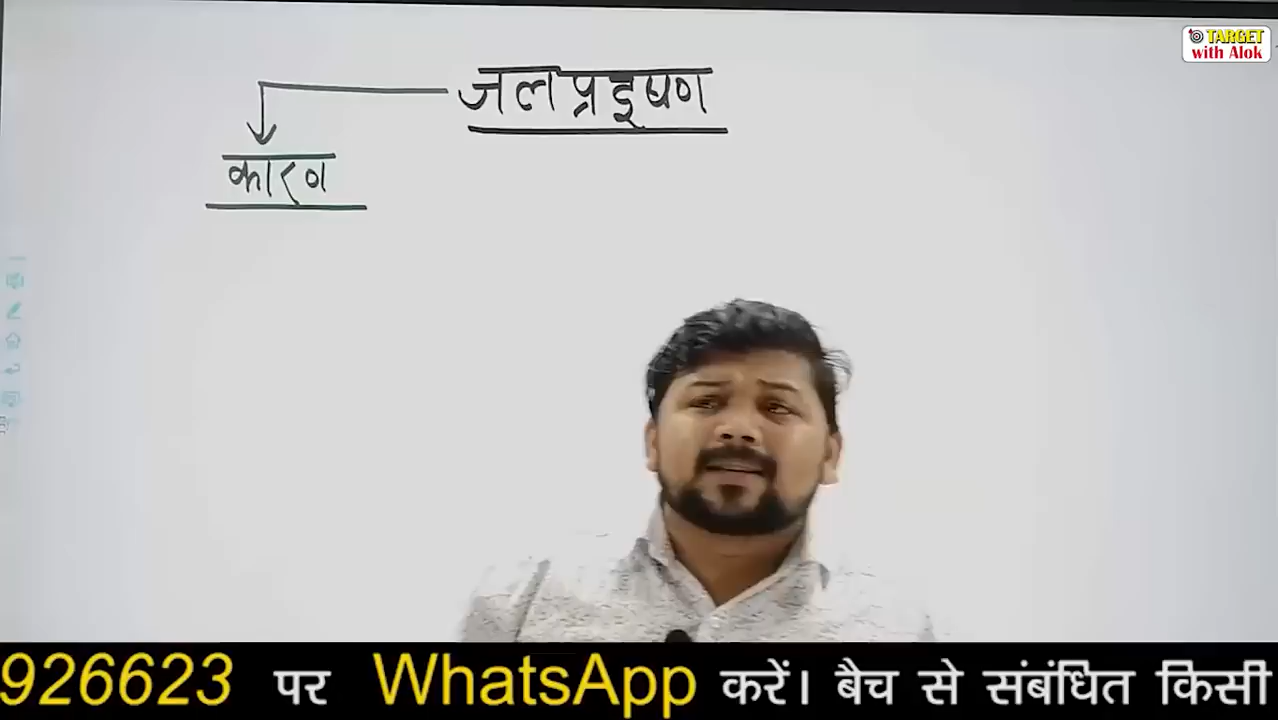 TARGET
with Alok
जल प्रदूषण
कारण
926623 पर WhatsApp करें। बैच से संबंधित किसी